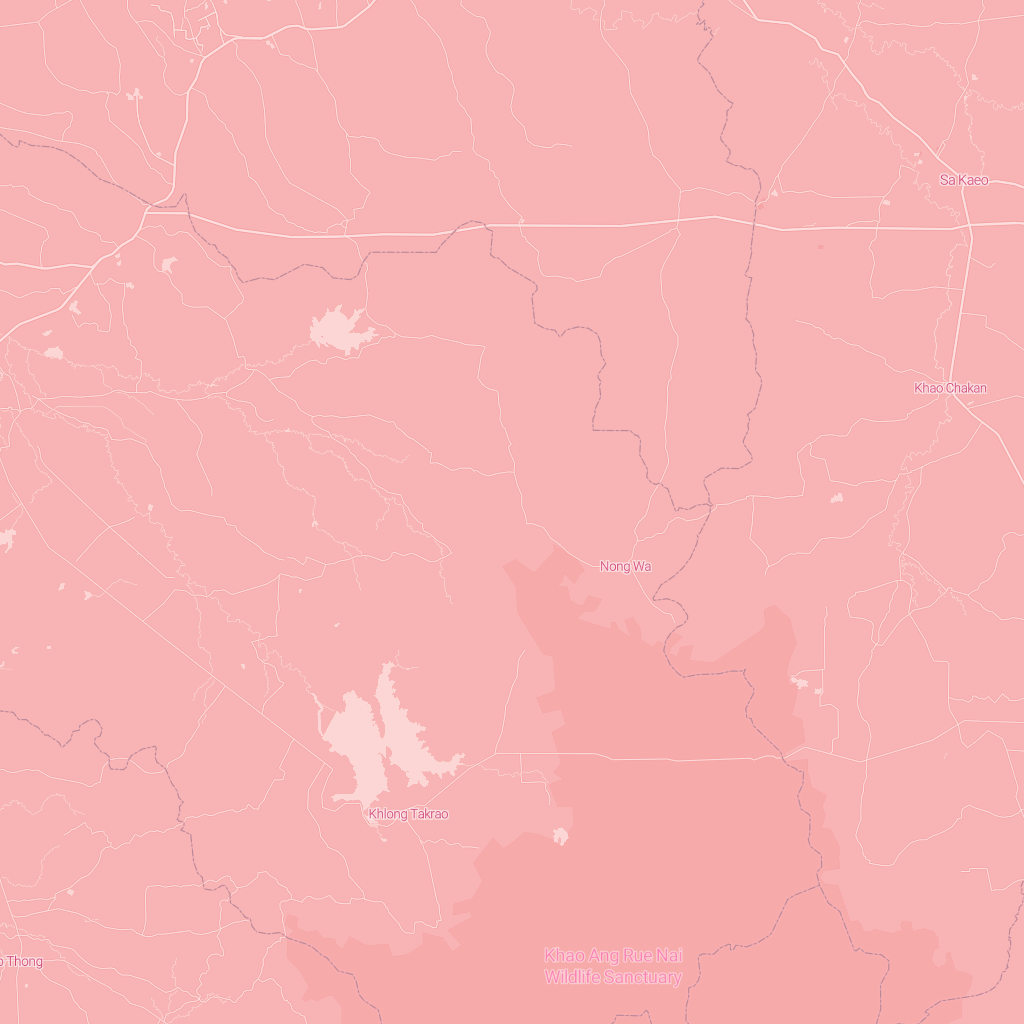 Sa Kaeo
Khao Chakan
Nong Wa
Khlong Takrao
Khao Ang Rue Nai
Wildlife Sanctuary
Thong